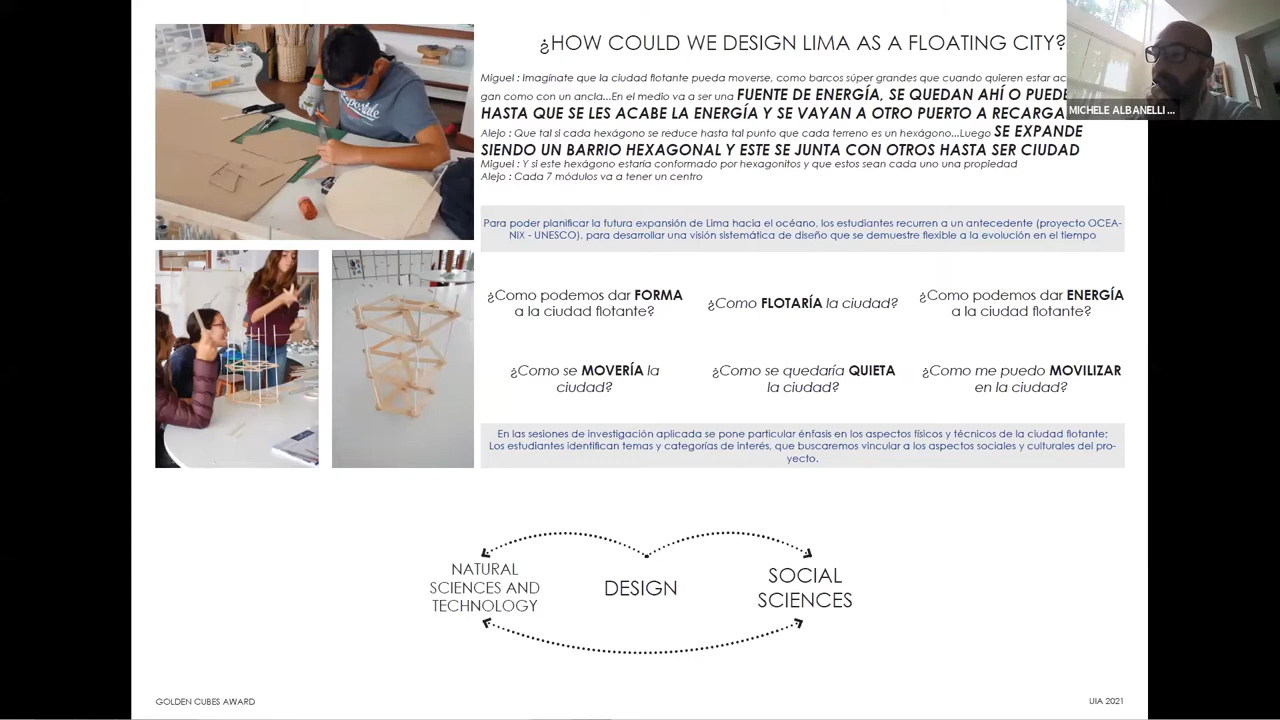 ¿HOW COULD WE DESIGN LIMA AS A FLOATING CITY?
Miguel : Imagínate que la ciudad flotante pueda moverse, como barcos súper grandes que cuando quieren estar
gan como con un ancla...En el medio va a ser una FUENTE DE ENERGÍA, SE QUEDAN AHÍ O
HASTA QUE SE LES ACABE LA ENERGÍA Y SE VAYAN A OTRO PUERTO A
Alejo : Que tal si cada hexágono se reduce hasta tal punto que cada terreno es un hexágono...Luego SE EXPANDE
SIENDO UN BARRIO HEXAGONAL Y ESTE SE JUNTA CON OTROS HASTA SER CIUDAD
Miguel : Y si este hexágono estaría conformado por hexagonitos y que estos sean cada uno una propiedad
Alejo : Cada 7 módulos va a tener un centro
MICHELE ALBANELLI ...
Para poder planificar la futura expansión de Lima hacia el océano, los estudiantes recurren a un antecedente (proyecto OCEA-
NIX - UNESCO), para desarrollar una visión sistemática de diseño que se demuestre flexible a la evolución en el tiempo
¿Como podemos dar FORMA
a la ciudad flotante?
¿Como FLOTARÍA la ciudad?
¿Como podemos dar ENERGÍA
a la ciudad flotante?
¿Como se MOVERÍA la
ciudad?
¿Como se quedaría QUIETA
la ciudad?
¿Como me puedo MOVILIZAR
en la ciudad?
En las sesiones de investigación aplicada se pone particular énfasis en los aspectos físicos y técnicos de la ciudad flotante;
Los estudiantes identifican temas y categorías de interés, que buscaremos vincular a los aspectos sociales y culturales del pro-
yecto.
NATURAL
SCIENCES AND
TECHNOLOGY
DESIGN
SOCIAL
SCIENCES
GOLDEN CUBES AWARD
UIA 2021